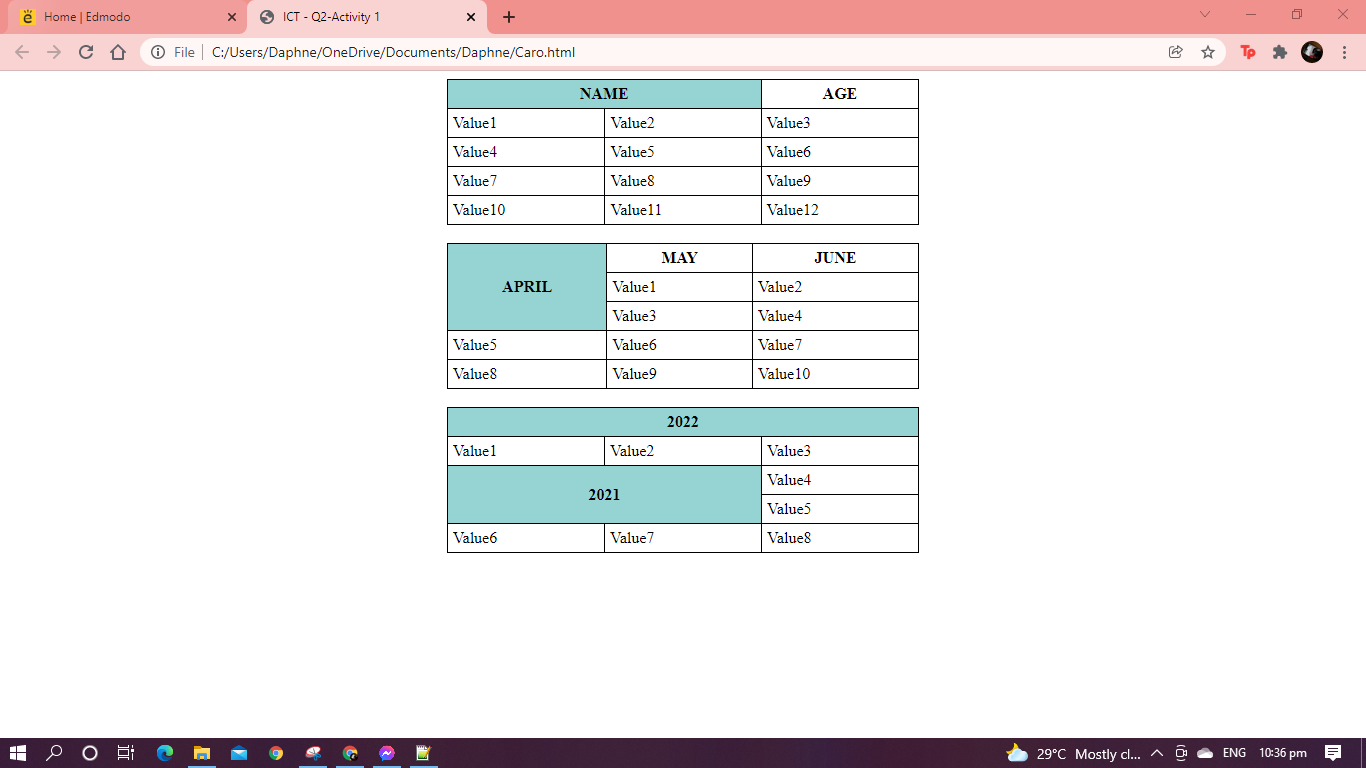 Home | Edmodo
ICT - Q2-Activity 1
File
C:/Users/Daphne/OneDrive/Documents/Daphne/Caro.html
Tp
NAME AGE
Value1 Value2 Value3
Value4 Value5 Value6
Value7 Value8 Value9
Value10 Value11 Value12
APRIL MAY JUNE
Value1 Value2
Value3 Value4
Value5 Value6 Value7
Value8 Value9 Value10
2022
Value1 Value2 Value3
2021 Value4
Value5
Value6 Value7 Value8
29°C Mostly cl... ENG 10:36 pm